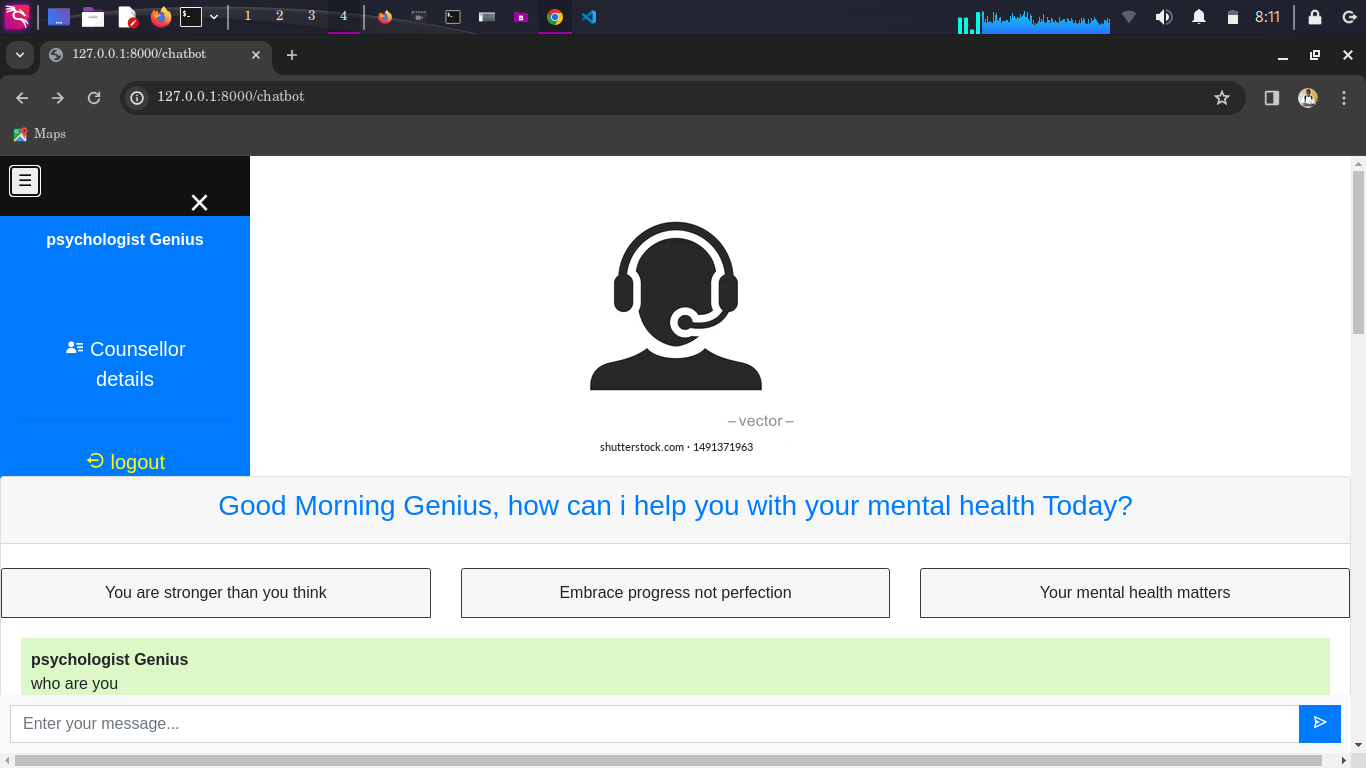 1 2 3 4 8:11
127.0.0.1:8000/chatbot
127.0.0.1:8000/chatbot
Maps
psychologist Genius
Counsellor
details
logout
– vector –
shutterstock.com · 1491371963
Good Morning Genius, how can i help you with your mental health Today?
You are stronger than you think
Embrace progress not perfection
Your mental health matters
psychologist Genius
who are you
Enter your message...